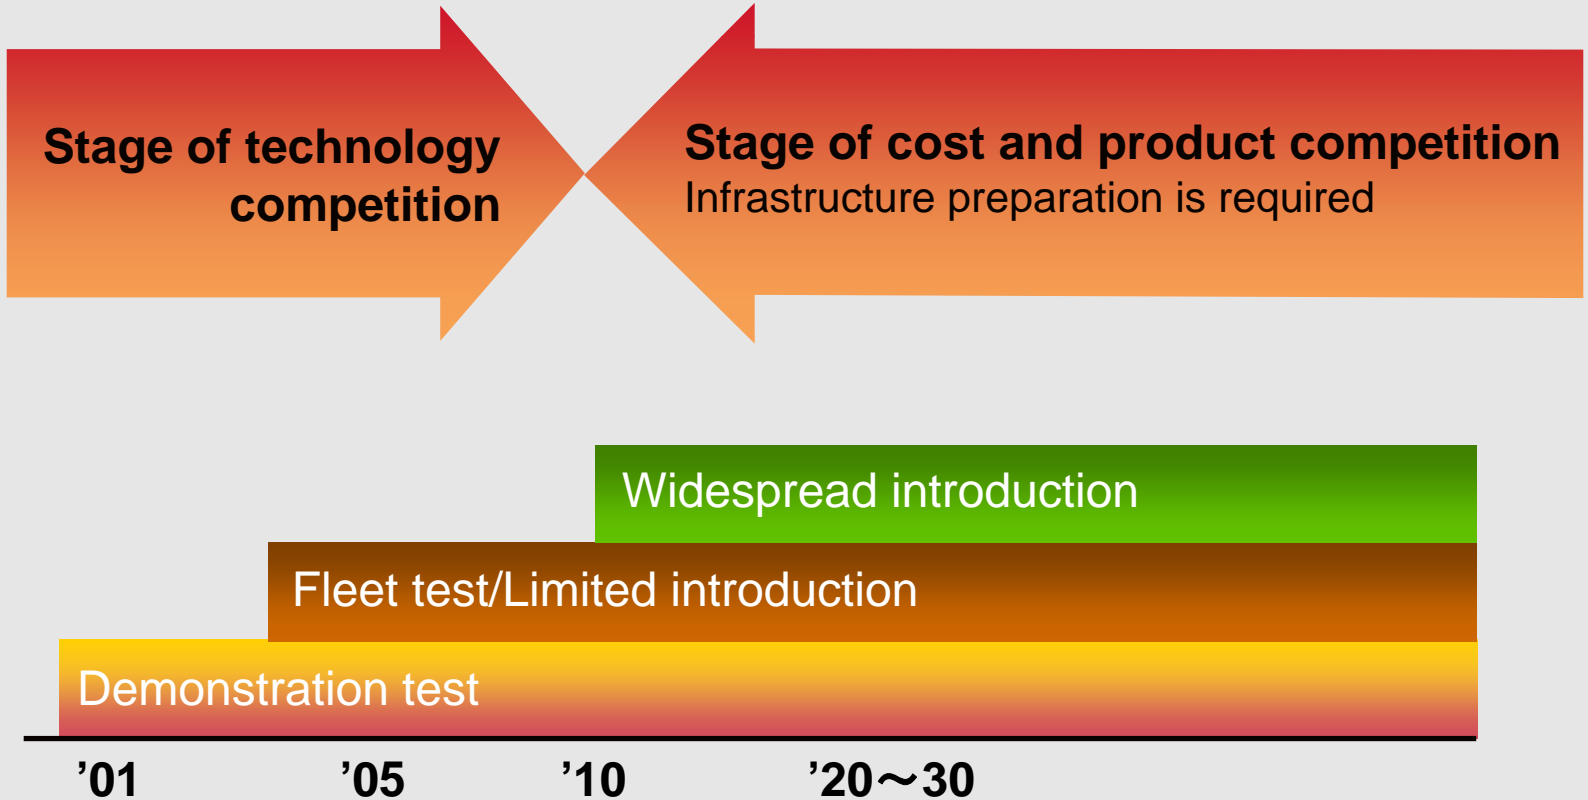 Stage of technology
competition
Stage of cost and product competition
Infrastructure preparation is required
Widespread introduction
Fleet test/Limited introduction
Demonstration test
’01 ’05 ’10 ’20～30